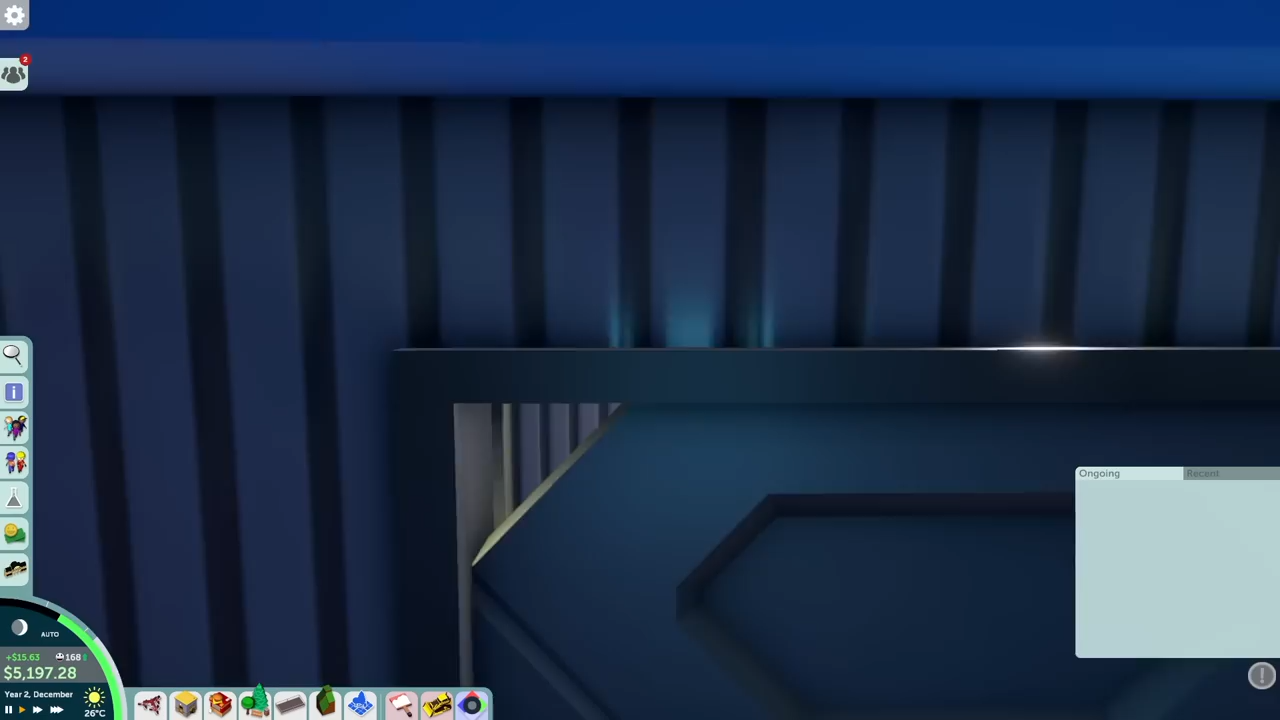 2
Ongoing
Recent
AUTO
+$15.63
168
$5,197.28
Year 2, December
26°C